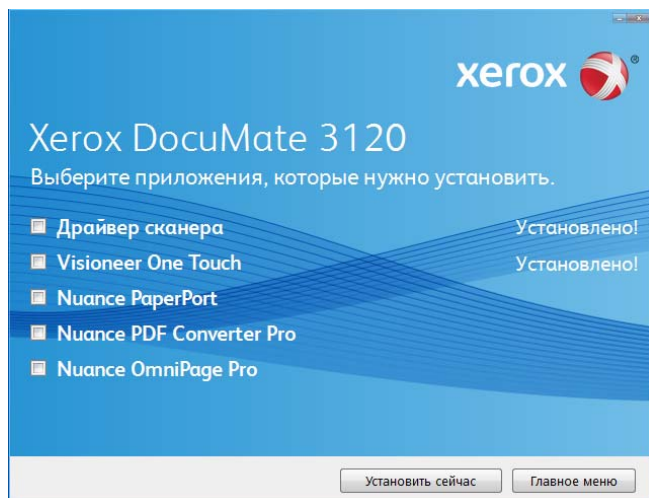 xerox ®
Xerox DocuMate 3120
Выберите приложения, которые нужно установить.
Драйвер сканера Установлено!
Visioneer One Touch Установлено!
Nuance PaperPort
Nuance PDF Converter Pro
Nuance OmniPage Pro
Установить сейчас Главное меню